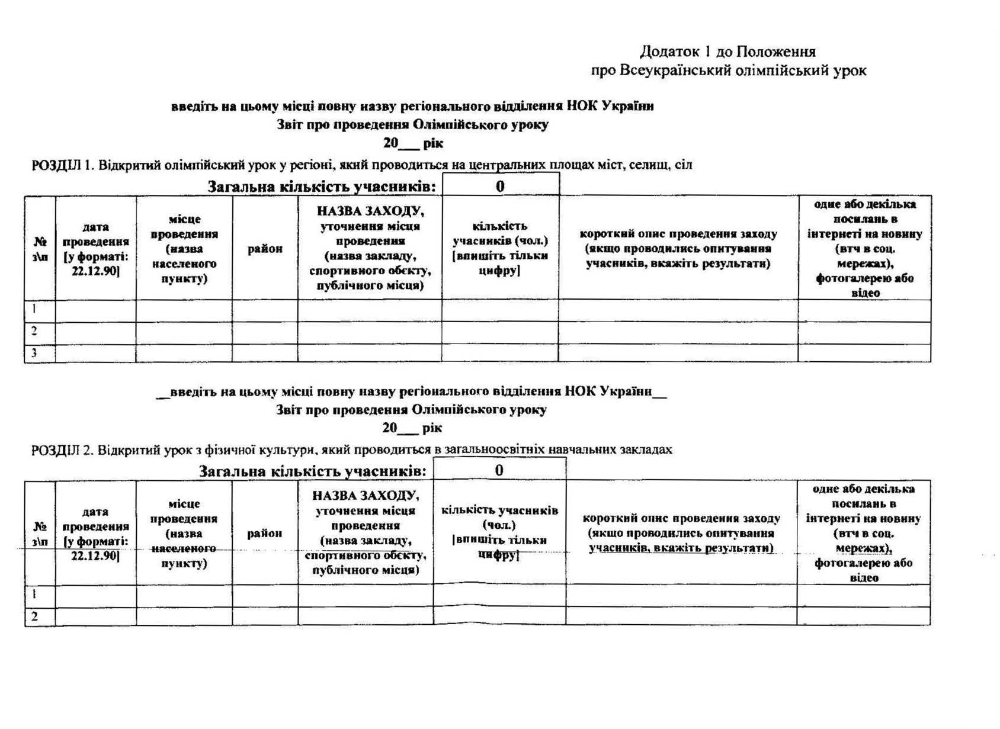 Додаток 1 до Положення
про Всеукраїнський олімпійський урок
введіть на цьому місці повну назву регіонального відділення НОК України
Звіт про проведення Олімпійського уроку
20___ рік
РОЗДІЛ 1. Відкритий олімпійський урок у регіоні, який проводиться на центральних площах міст, селищ, сіл
Загальна кількість учасників: 0
№
з\п
дата
проведення
[у форматі:
22.12.90]
місце
проведення
(назва
населеного
пункту)
район
НАЗВА ЗАХОДУ,
уточнення місця
проведення
(назва закладу,
спортивного обєкту,
публічного місця)
кількість
учасників (чол.)
[впишіть тільки
цифру]
короткий опис проведення заходу
(якщо проводились опитування
учасників, вкажіть результати)
одне або декілька
посилань в
інтернеті на новину
(втч в соц.
мережах),
фотогалерею або
відео
1
2
3
__введіть на цьому місці повну назву регіонального відділення НОК України__
Звіт про проведення Олімпійського уроку
20___ рік
РОЗДІЛ 2. Відкритий урок з фізичної культури, який проводиться в загальноосвітніх навчальних закладах
Загальна кількість учасників: 0
№
з\п
дата
проведення
[у форматі:
22.12.90]
місце
проведення
(назва
населеного
пункту)
район
НАЗВА ЗАХОДУ,
уточнення місця
проведення
(назва закладу,
спортивного обєкту,
публічного місця)
кількість учасників
(чол.)
[впишіть тільки
цифру]
короткий опис проведення заходу
(якщо проводились опитування
учасників, вкажіть результати)
одне або декілька
посилань в
інтернеті на новину
(втч в соц.
мережах),
фотогалерею або
відео
1
2